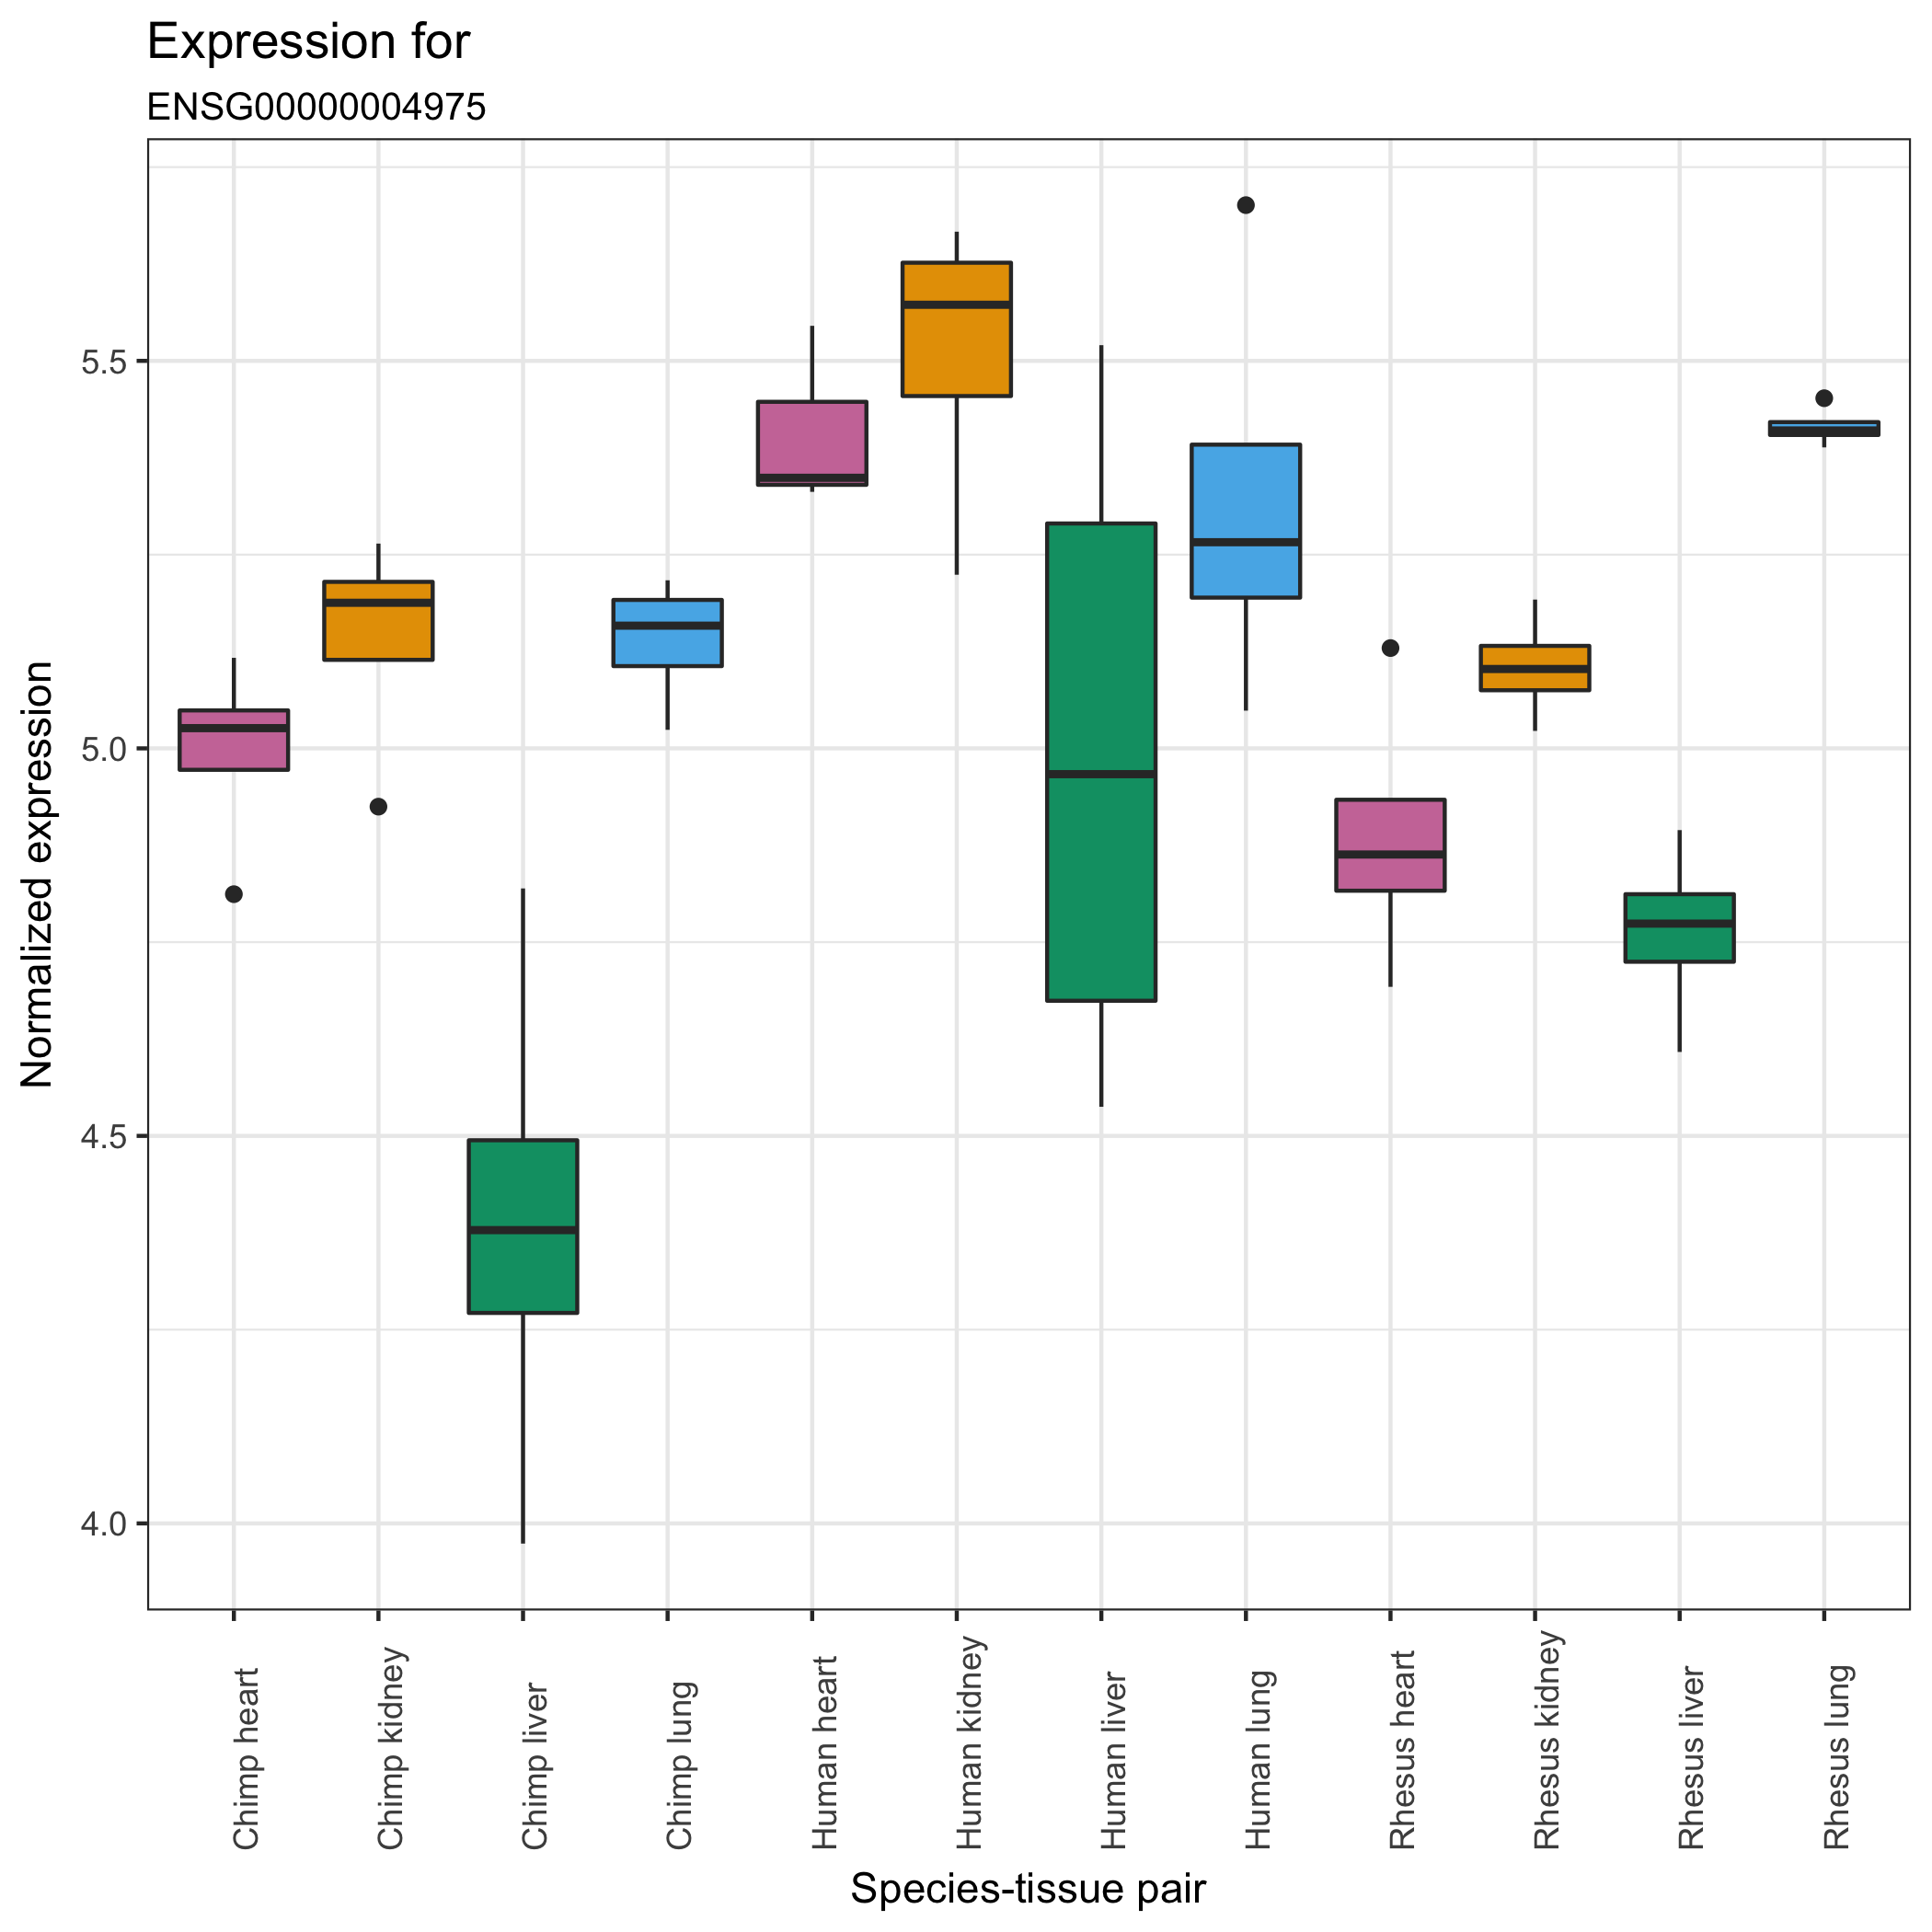 Expression for
ENSG00000004975
Normalized expression
5.5
5.0
4.5
4.0
Chimp heart
Chimp kidney
Chimp liver
Chimp lung
Human heart
Human kidney
Human liver
Human lung
Rhesus heart
Rhesus kidney
Rhesus liver
Rhesus lung
Species-tissue pair